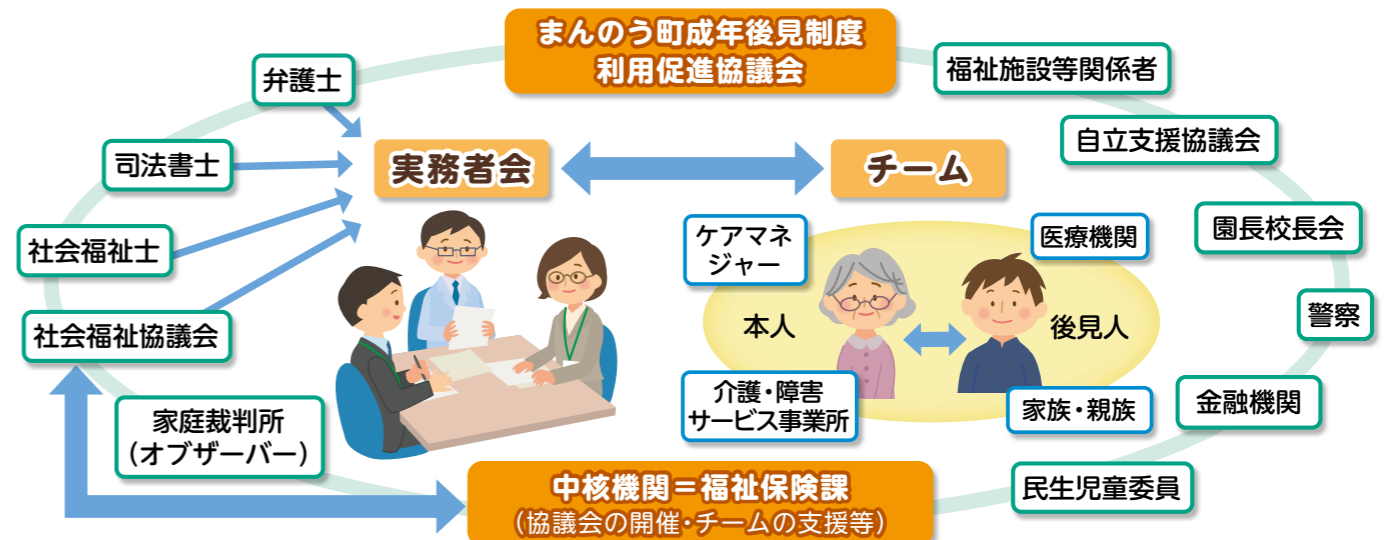 まんのう町成年後見制度
利用促進協議会
弁護士
司法書士
社会福祉士
社会福祉協議会
家庭裁判所
(オブザーバー)
実務者会
チーム
ケアマネ
ジャー
医療機関
本人
後見人
介護・障害
サービス事業所
家族・親族
福祉施設等関係者
自立支援協議会
園長校長会
警察
金融機関
民生児童委員
中核機関=福祉保険課
(協議会の開催・チームの支援等)